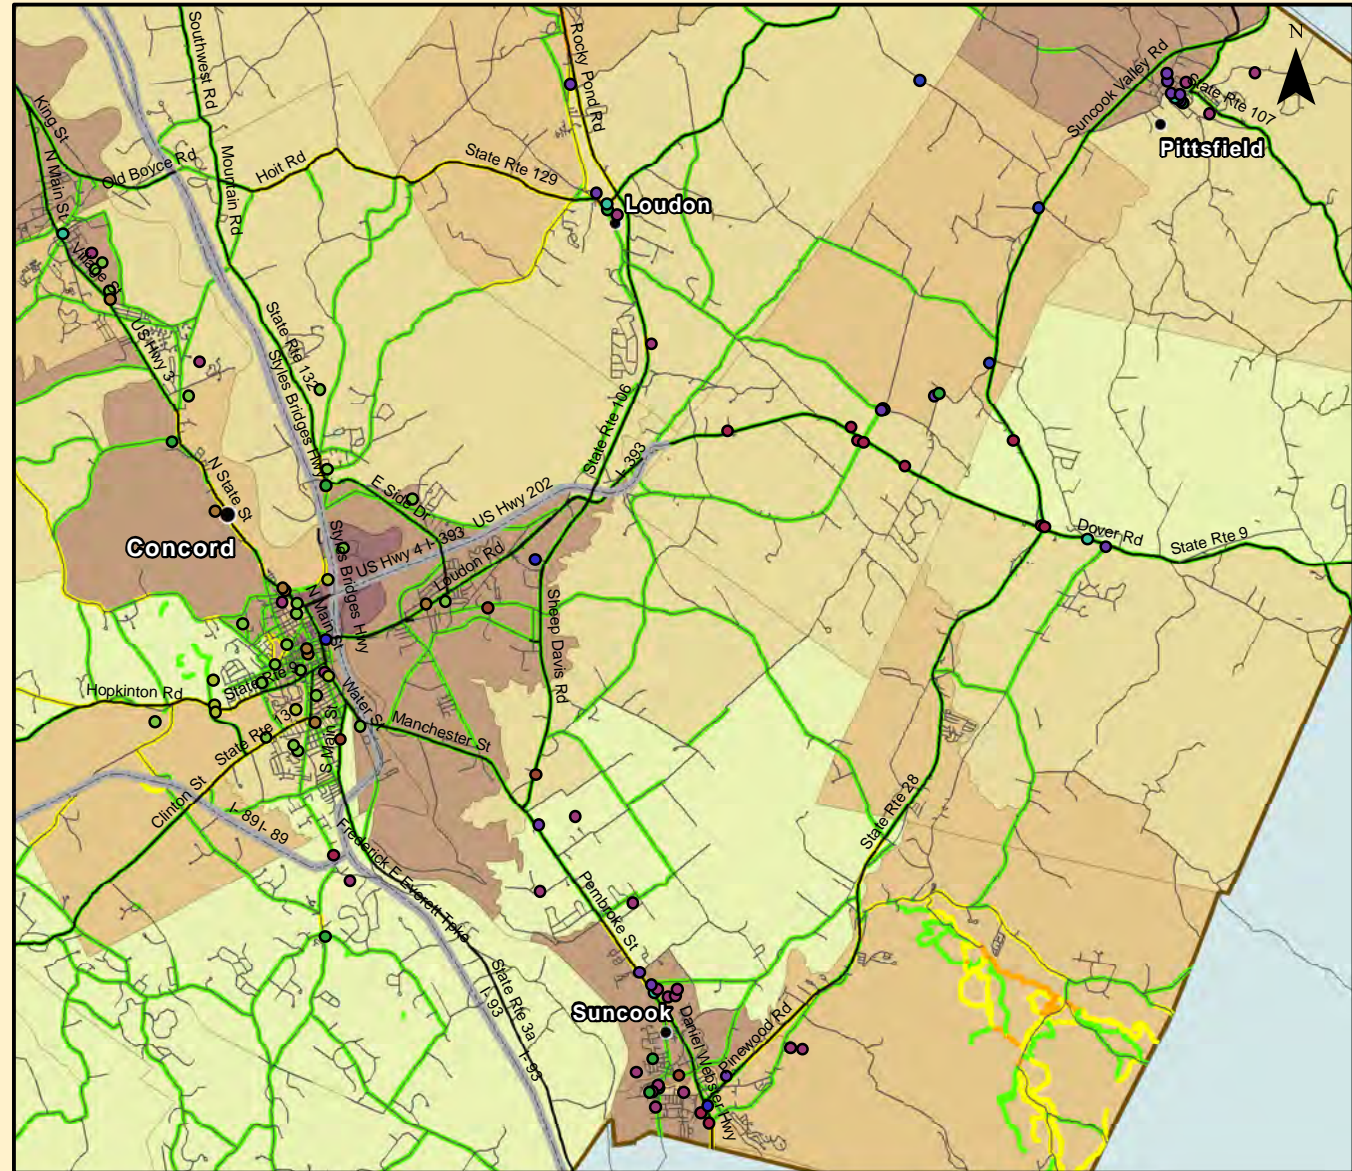 N
Southwest Rd
Rocky Pond Rd
Suncook Valley Rd
State Rte 107
Pittsfield
King St
N Main St
Old Boyce Rd
Hoit Rd
Mountain Rd
State Rte 129
Loudon
Village St
US Hwy 3
State Rte 132
Styles Bridges Hwy
State Rte 106
I-393
N State St
E Side Dr
US Hwy 202
Concord
US Hwy 4 I-393
Loudon Rd
Styles Bridges Hwy
Dover Rd
State Rte 9
N Main St
Sheep Davis Rd
Hopkinton Rd
State Rte 9
Water St
State Rte 13
S Main St
Manchester St
Clinton St
I-89 I-89
State Rte 28
Frederick E Everett Tpke
Pembroke St
State Rte 3a
I-93
I-93
Suncook
Daniel Webster Hwy
Pinewood Rd